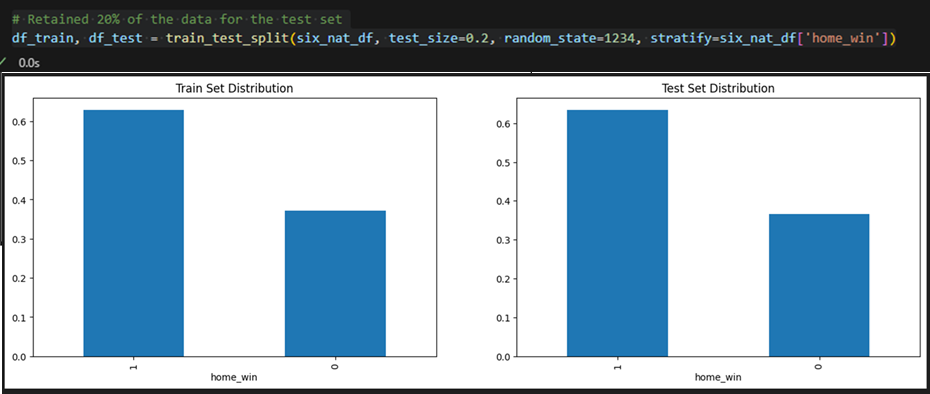 # Retained 20% of the data for the test set
df_train, df_test = train_test_split(six_nat_df, test_size=0.2, random_state=1234, stratify=six_nat_df['home_win'])
0.0s
Train Set Distribution
0.6
0.5
0.4
0.3
0.2
0.1
0.0
1
0
home_win
Test Set Distribution
0.6
0.5
0.4
0.3
0.2
0.1
0.0
1
0
home_win